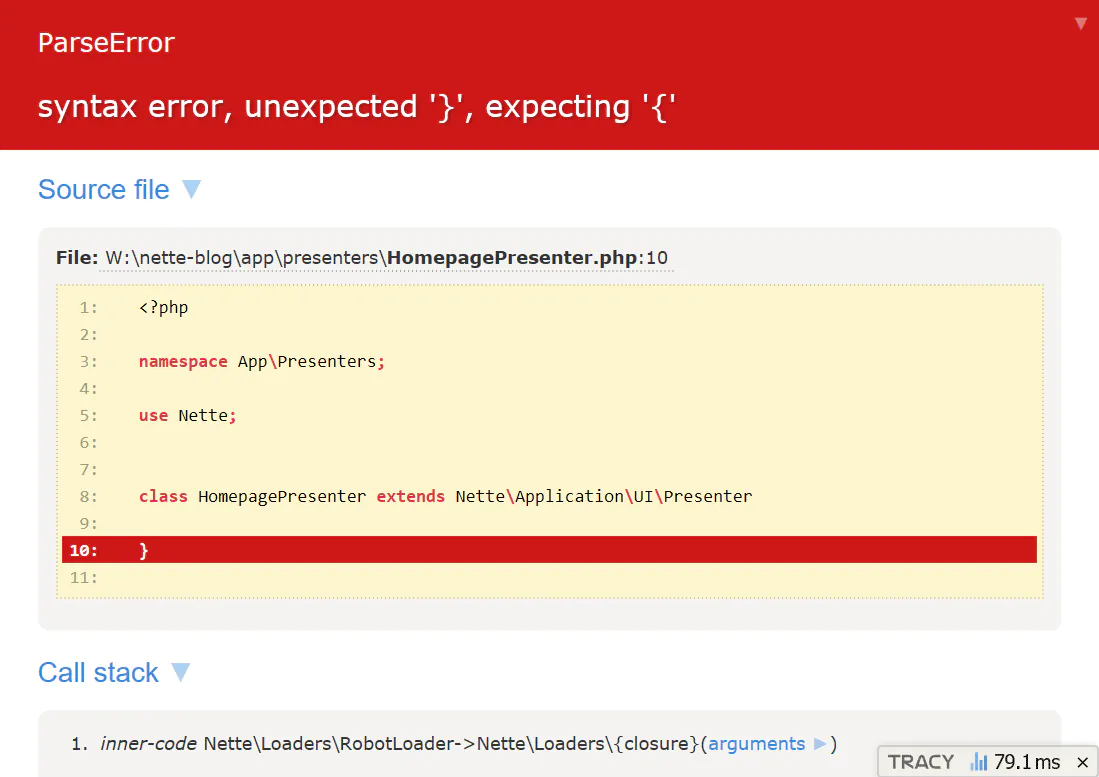 ParseError
syntax error, unexpected '}', expecting '{'
Source file ▼
File: W:\nette-blog\app\presenters\HomepagePresenter.php:10
1: <?php
2:
3: namespace App\Presenters;
4:
5: use Nette;
6:
7:
8: class HomepagePresenter extends Nette\Application\UI\Presenter
9:
10: }
11:
Call stack ▼
1. inner-code Nette\Loaders\RobotLoader->Nette\Loaders\{closure}(arguments ►)
TRACY 79.1 ms ×